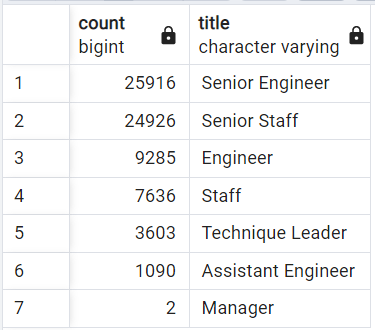 count title
bigint character varying
1 25916 Senior Engineer
2 24926 Senior Staff
3 9285 Engineer
4 7636 Staff
5 3603 Technique Leader
6 1090 Assistant Engineer
7 2 Manager